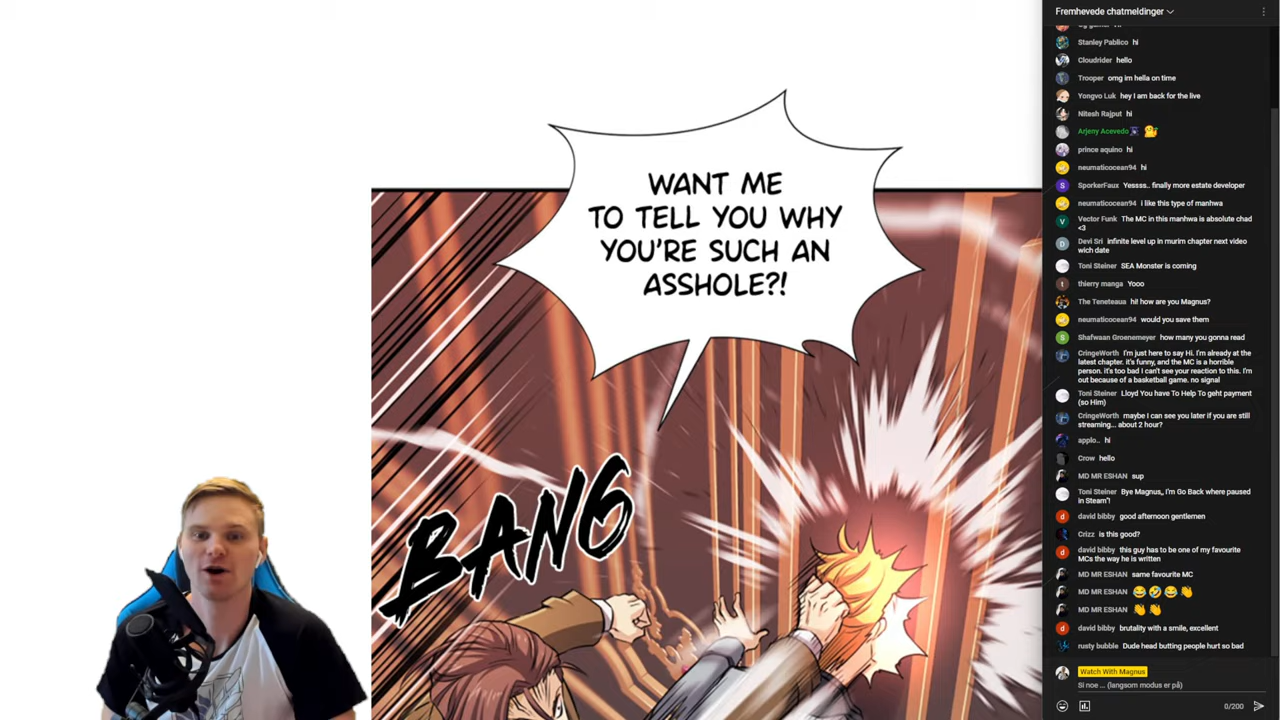 Fremhevede chatmeldinger
Stanley Pablico hi
Cloudrider hello
Trooper omg im hella on time
Yongvo Luk hey I am back for the live
Nitesh Rajput hi
Arjeny Acevedo
prince aquino hi
neumaticocean94 hi
SporkerFaux Yessss.. finally more estate developer
neumaticocean94 i like this type of manhwa
Vector Funk The MC in this manhwa is absolute chad
<3
Devi Sri infinite level up in murim chapter next video
wich date
Toni Steiner SEA Monster is coming
thierry manga Yooo
The Teneteaua hi! how are you Magnus?
neumaticocean94 would you save them
Shafwaan Groenemeyer how many you gonna read
CringeWorth I'm just here to say Hi. I'm already at the
latest chapter. it's funny, and the MC is a horrible
person. it's too bad I can't see your reaction to this. I'm
out because of a basketball game. no signal
Toni Steiner Lloyd You have To Help To geht payment
(so Him)
CringeWorth maybe I can see you later if you are still
streaming... about 2 hour?
applo.. hi
Crow hello
MD MR ESHAN sup
Toni Steiner Bye Magnus,, I'm Go Back where paused
in Steam"!
david bibby good afternoon gentlemen
Crizz is this good?
david bibby this guy has to be one of my favourite
MCs the way he is written
MD MR ESHAN same favourite MC
MD MR ESHAN 😂🤣😂👏
MD MR ESHAN 👏👏
david bibby brutality with a smile, excellent
rusty bubble Dude head butting people hurt so bad
Watch With Magnus
Si noe ... (langsom modus er på)
0/200
WANT ME
TO TELL YOU WHY
YOU'RE SUCH AN
ASSHOLE?!
BANG